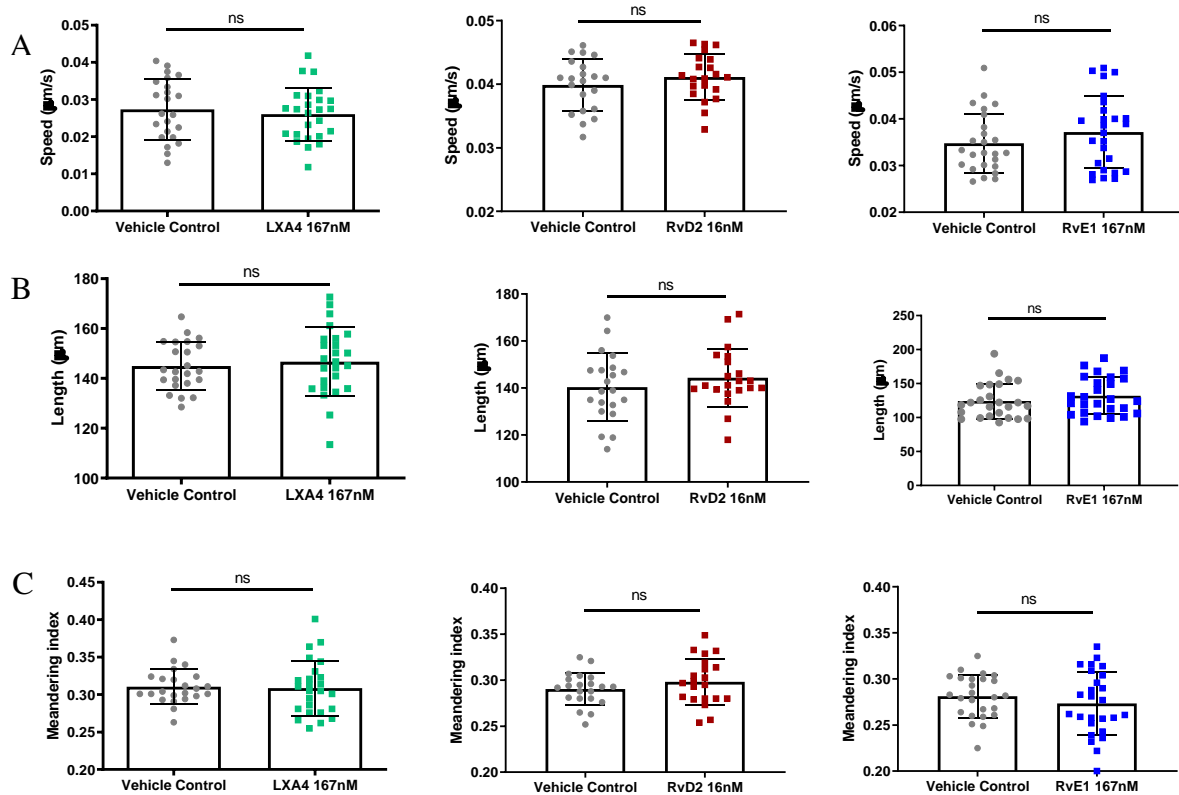 A
ns
Speed (μm/s)
0.05
0.04
0.03
0.02
0.01
0.00
Vehicle Control
LXA4 167nM
ns
Speed (μm/s)
0.05
0.04
0.03
0.02
Vehicle Control
RvD2 16nM
ns
Speed (μm/s)
0.06
0.05
0.04
0.03
0.02
Vehicle Control
RvE1 167nM
B
ns
Length (μm)
180
160
140
120
100
Vehicle Control
LXA4 167nM
ns
Length (μm)
180
160
140
120
100
Vehicle Control
RvD2 16nM
ns
Length (μm)
250
200
150
100
50
0
Vehicle Control
RvE1 167nM
C
ns
Meandering index
0.45
0.40
0.35
0.30
0.25
0.20
Vehicle Control
LXA4 167nM
ns
Meandering index
0.40
0.35
0.30
0.25
0.20
Vehicle Control
RvD2 16nM
ns
Meandering index
0.40
0.35
0.30
0.25
0.20
Vehicle Control
RvE1 167nM